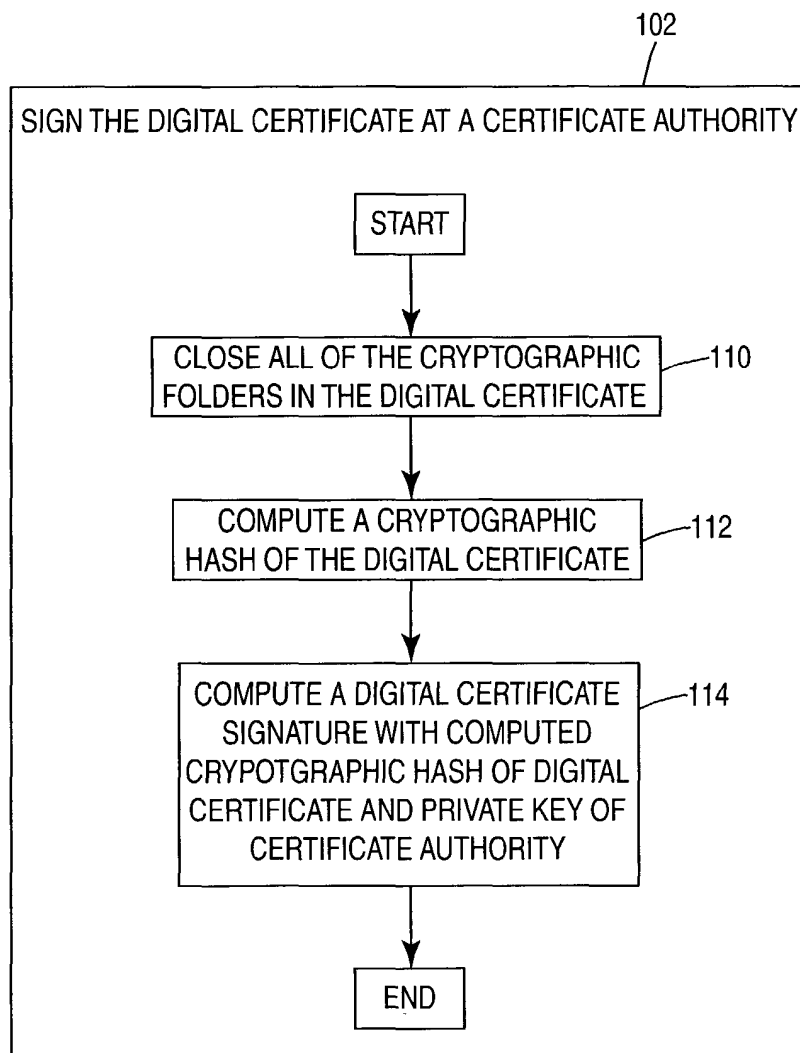 102
SIGN THE DIGITAL CERTIFICATE AT A CERTIFICATE AUTHORITY
START
CLOSE ALL OF THE CRYPTOGRAPHIC
FOLDERS IN THE DIGITAL CERTIFICATE
110
COMPUTE A CRYPTOGRAPHIC
HASH OF THE DIGITAL CERTIFICATE
112
COMPUTE A DIGITAL CERTIFICATE
SIGNATURE WITH COMPUTED
CRYPOTGRAPHIC HASH OF DIGITAL
CERTIFICATE AND PRIVATE KEY OF
CERTIFICATE AUTHORITY
114
END